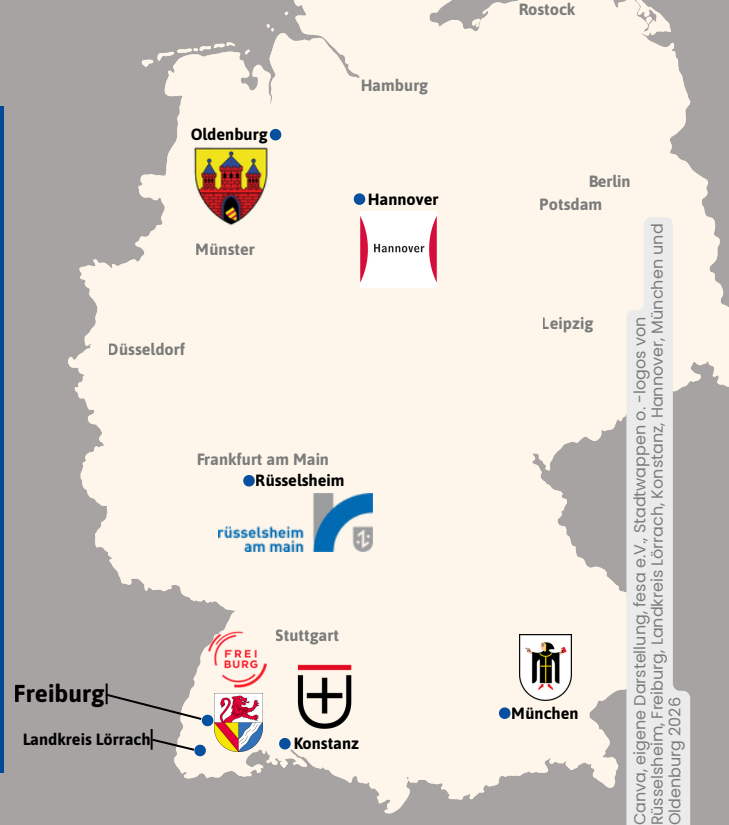 Rostock
Hamburg
Oldenburg
Berlin
Hannover
Potsdam
Münster
Hannover
Leipzig
Düsseldorf
Frankfurt am Main
Rüsselsheim
rüsselsheim
am main
Stuttgart
FREI
BURG
Freiburg
München
Landkreis Lörrach
Konstanz
Canva, eigene Darstellung, fesa e.V., Stadtwappen o. -logos von
Rüsselsheim, Freiburg, Landkreis Lörrach, Konstanz, Hannover, München und
Oldenburg 2026